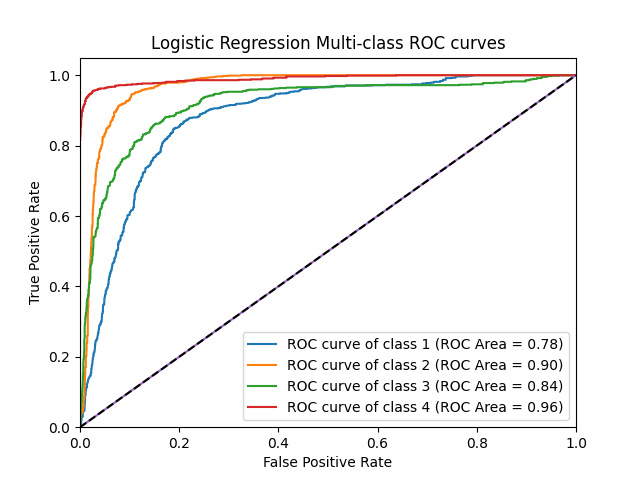 Logistic Regression Multi-class ROC curves
1.0
0.8
0.6
0.4
0.2
0.0
True Positive Rate
ROC curve of class 1 (ROC Area = 0.78)
ROC curve of class 2 (ROC Area = 0.90)
ROC curve of class 3 (ROC Area = 0.84)
ROC curve of class 4 (ROC Area = 0.96)
0.0 0.2 0.4 0.6 0.8 1.0
False Positive Rate